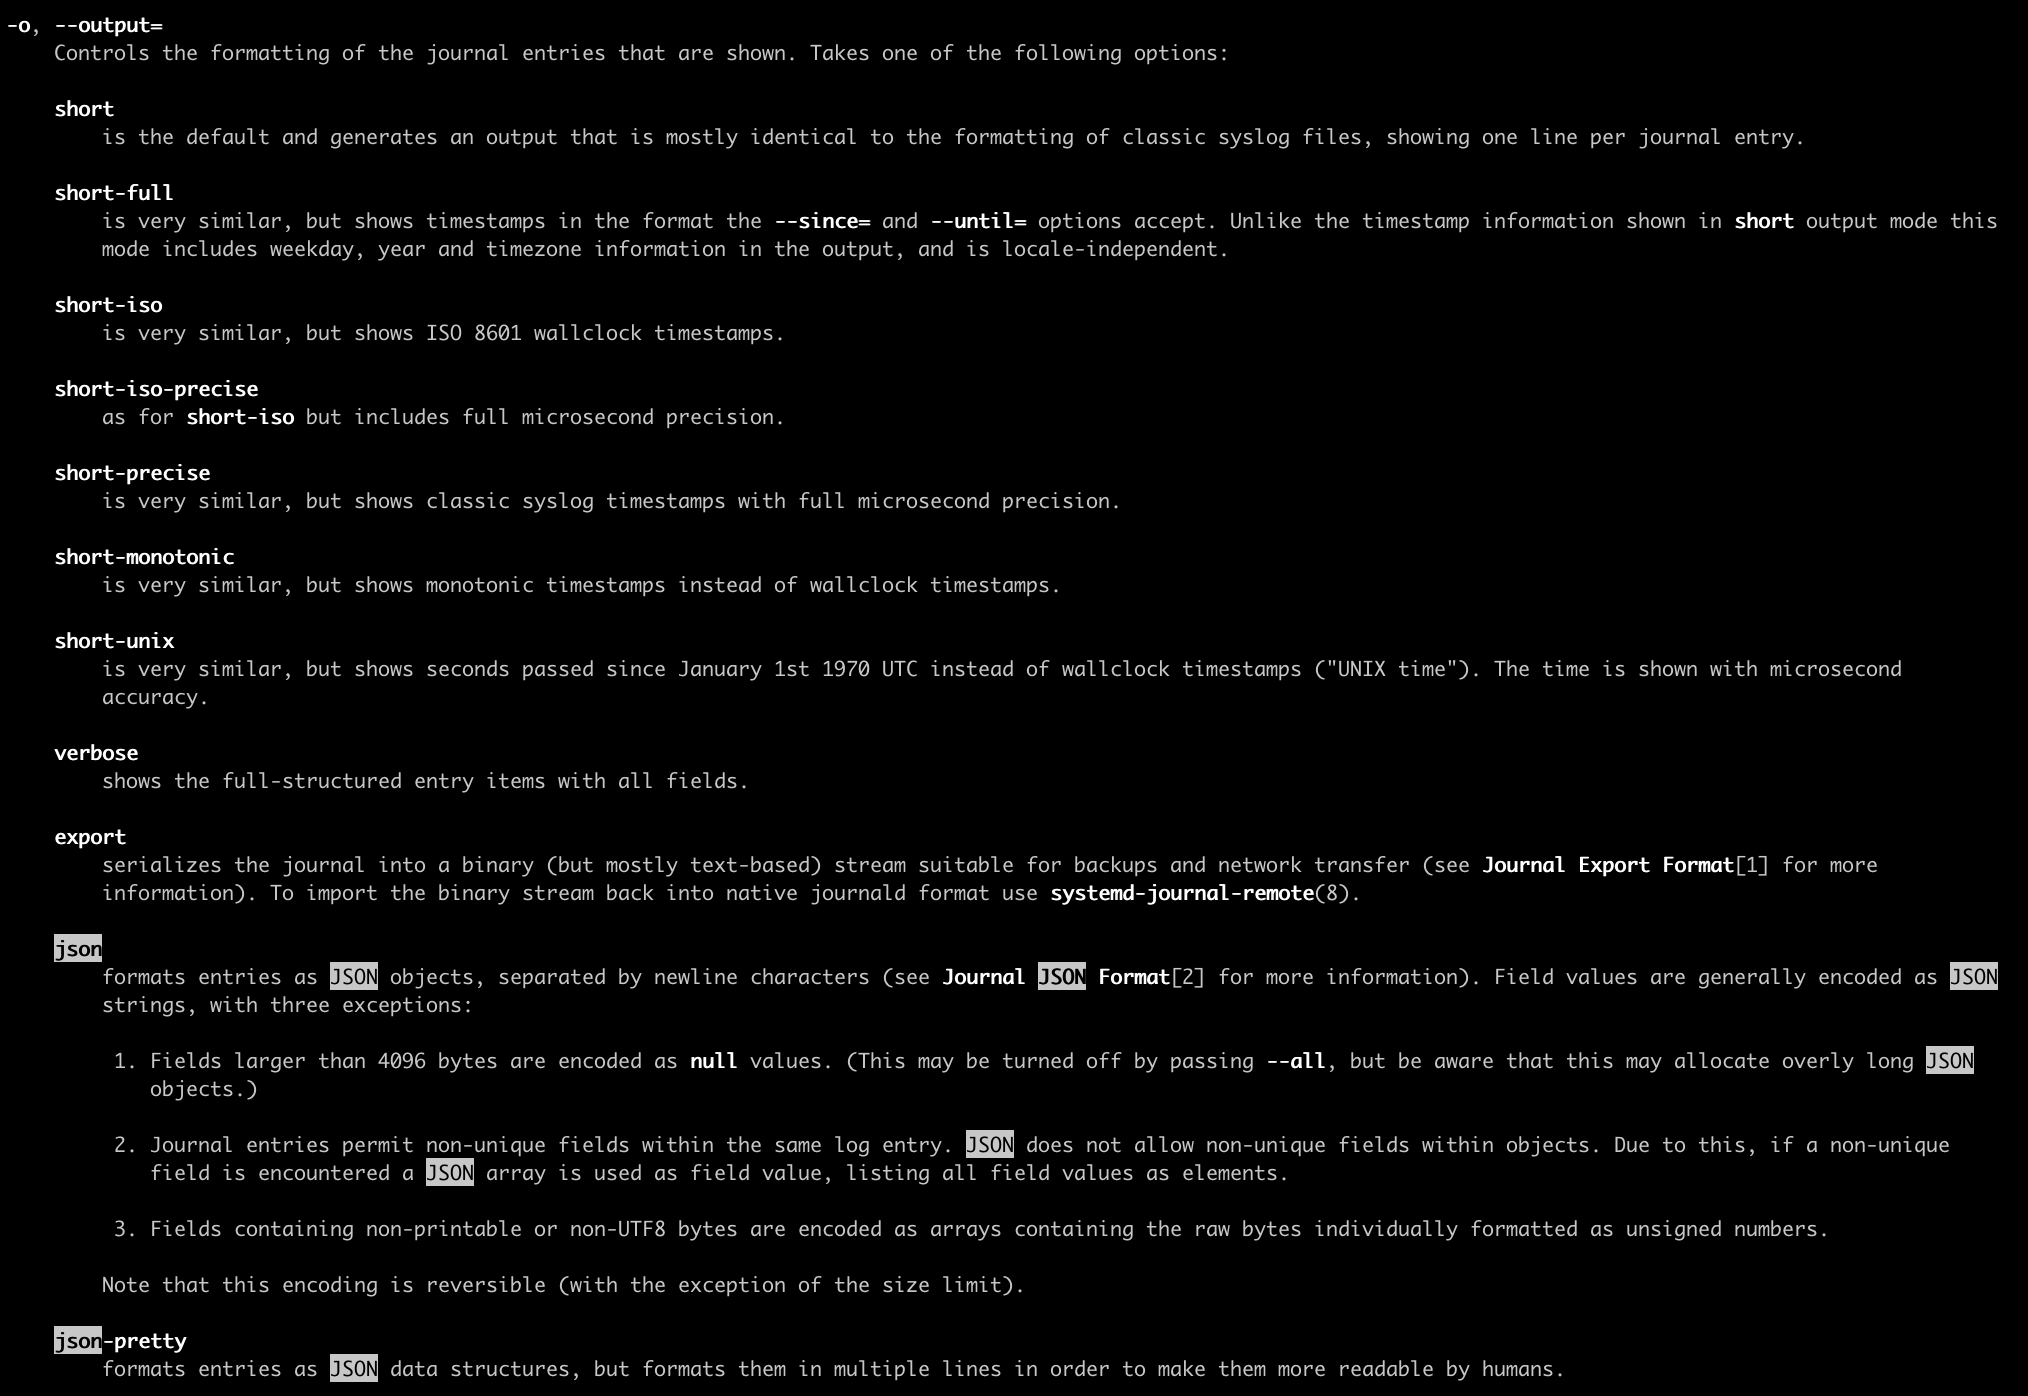 -o, --output=
Controls the formatting of the journal entries that are shown. Takes one of the following options:
short
is the default and generates an output that is mostly identical to the formatting of classic syslog files, showing one line per journal entry.
short-full
is very similar, but shows timestamps in the format the --since= and --until= options accept. Unlike the timestamp information shown in short output mode this
mode includes weekday, year and timezone information in the output, and is locale-independent.
short-iso
is very similar, but shows ISO 8601 wallclock timestamps.
short-iso-precise
as for short-iso but includes full microsecond precision.
short-precise
is very similar, but shows classic syslog timestamps with full microsecond precision.
short-monotonic
is very similar, but shows monotonic timestamps instead of wallclock timestamps.
short-unix
is very similar, but shows seconds passed since January 1st 1970 UTC instead of wallclock timestamps ("UNIX time"). The time is shown with microsecond
accuracy.
verbose
shows the full-structured entry items with all fields.
export
serializes the journal into a binary (but mostly text-based) stream suitable for backups and network transfer (see Journal Export Format[1] for more
information). To import the binary stream back into native journald format use systemd-journal-remote(8).
json
formats entries as JSON objects, separated by newline characters (see Journal JSON Format[2] for more information). Field values are generally encoded as JSON
strings, with three exceptions:
1. Fields larger than 4096 bytes are encoded as null values. (This may be turned off by passing --all, but be aware that this may allocate overly long JSON
objects.)
2. Journal entries permit non-unique fields within the same log entry. JSON does not allow non-unique fields within objects. Due to this, if a non-unique
field is encountered a JSON array is used as field value, listing all field values as elements.
3. Fields containing non-printable or non-UTF8 bytes are encoded as arrays containing the raw bytes individually formatted as unsigned numbers.
Note that this encoding is reversible (with the exception of the size limit).
json-pretty
formats entries as JSON data structures, but formats them in multiple lines in order to make them more readable by humans.